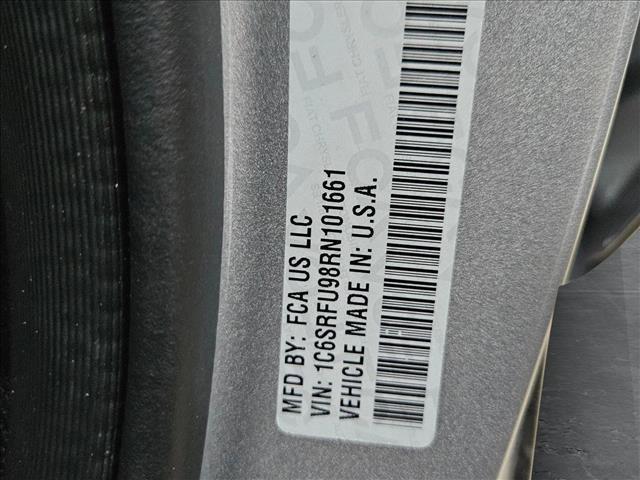 MFD BY: FCA US LLC
VIN: 1C6SRFU98RN101661
VEHICLE MADE IN: U.S.A.